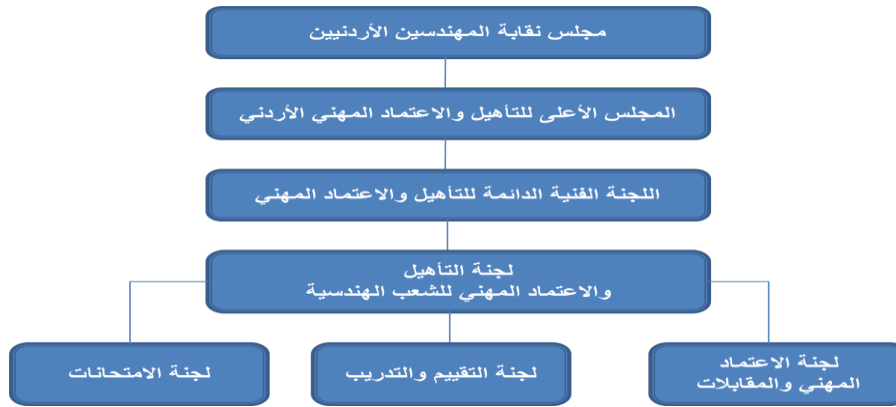 مجلس نقابة المهندسين الأردنيين
المجلس الأعلى للتأهيل والاعتماد المهني الأردني
اللجنة الفنية الدائمة للتأهيل والاعتماد المهني
لجنة التأهيل
والاعتماد المهني للشعب الهندسية
لجنة الاعتماد
المهني والمقابلات
لجنة التقييم والتدريب
لجنة الامتحانات